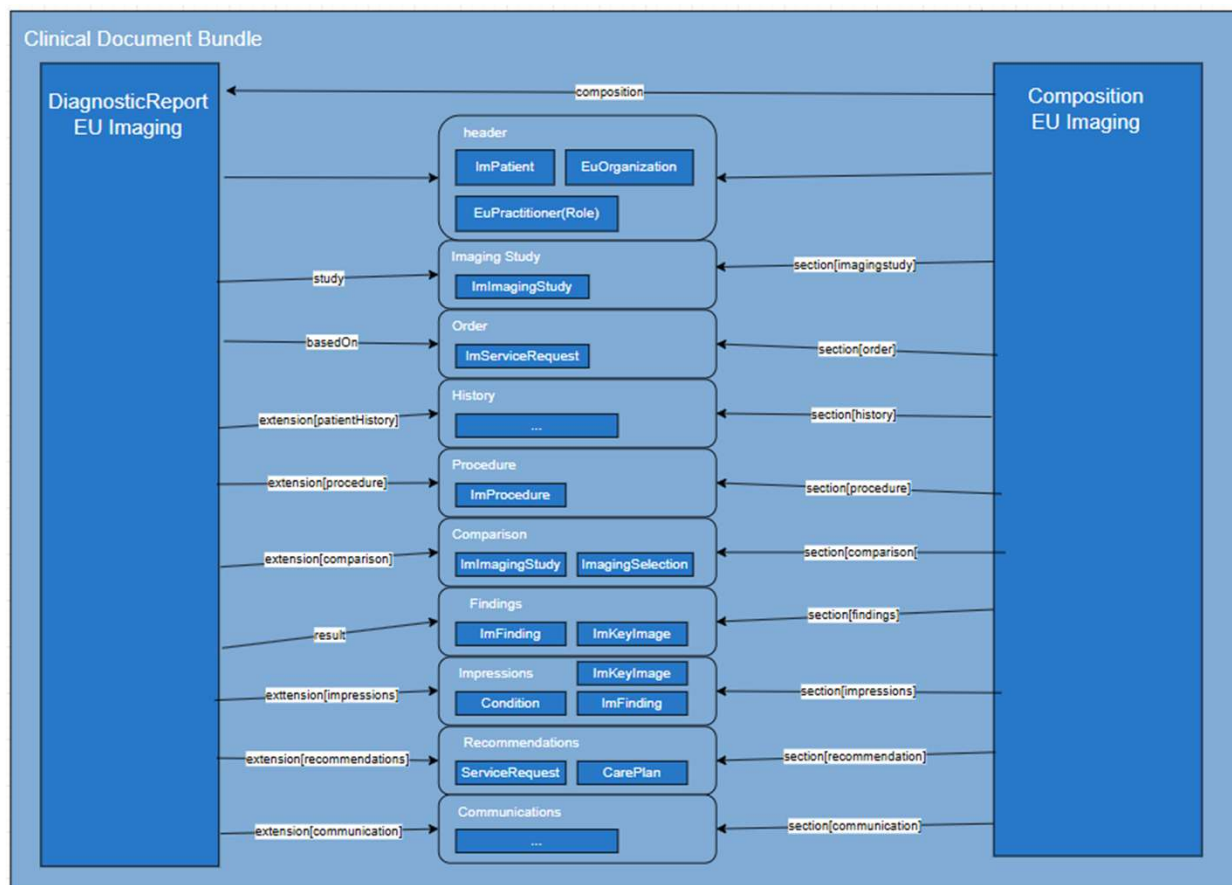 Clinical Document Bundle
DiagnosticReport
EU Imaging
composition
Composition
EU Imaging
header
ImPatient
EuOrganization
EuPractitioner(Role)
Imaging Study
study
ImImagingStudy
section[imagingstudy]
Order
basedOn
ImServiceRequest
section[order]
History
extension[patientHistory]
...
section[history]
Procedure
extension[procedure]
ImProcedure
section[procedure]
Comparison
extension[comparison]
ImImagingStudy
ImagingSelection
section[comparison[
Findings
result
ImFinding
ImKeyImage
section[findings]
Impressions
ImKeyImage
exttension[impressions]
Condition
ImFinding
section[impressions]
Recommendations
extension[recommendations]
ServiceRequest
CarePlan
section[recommendation]
Communications
extension[communication]
...
section[communication]